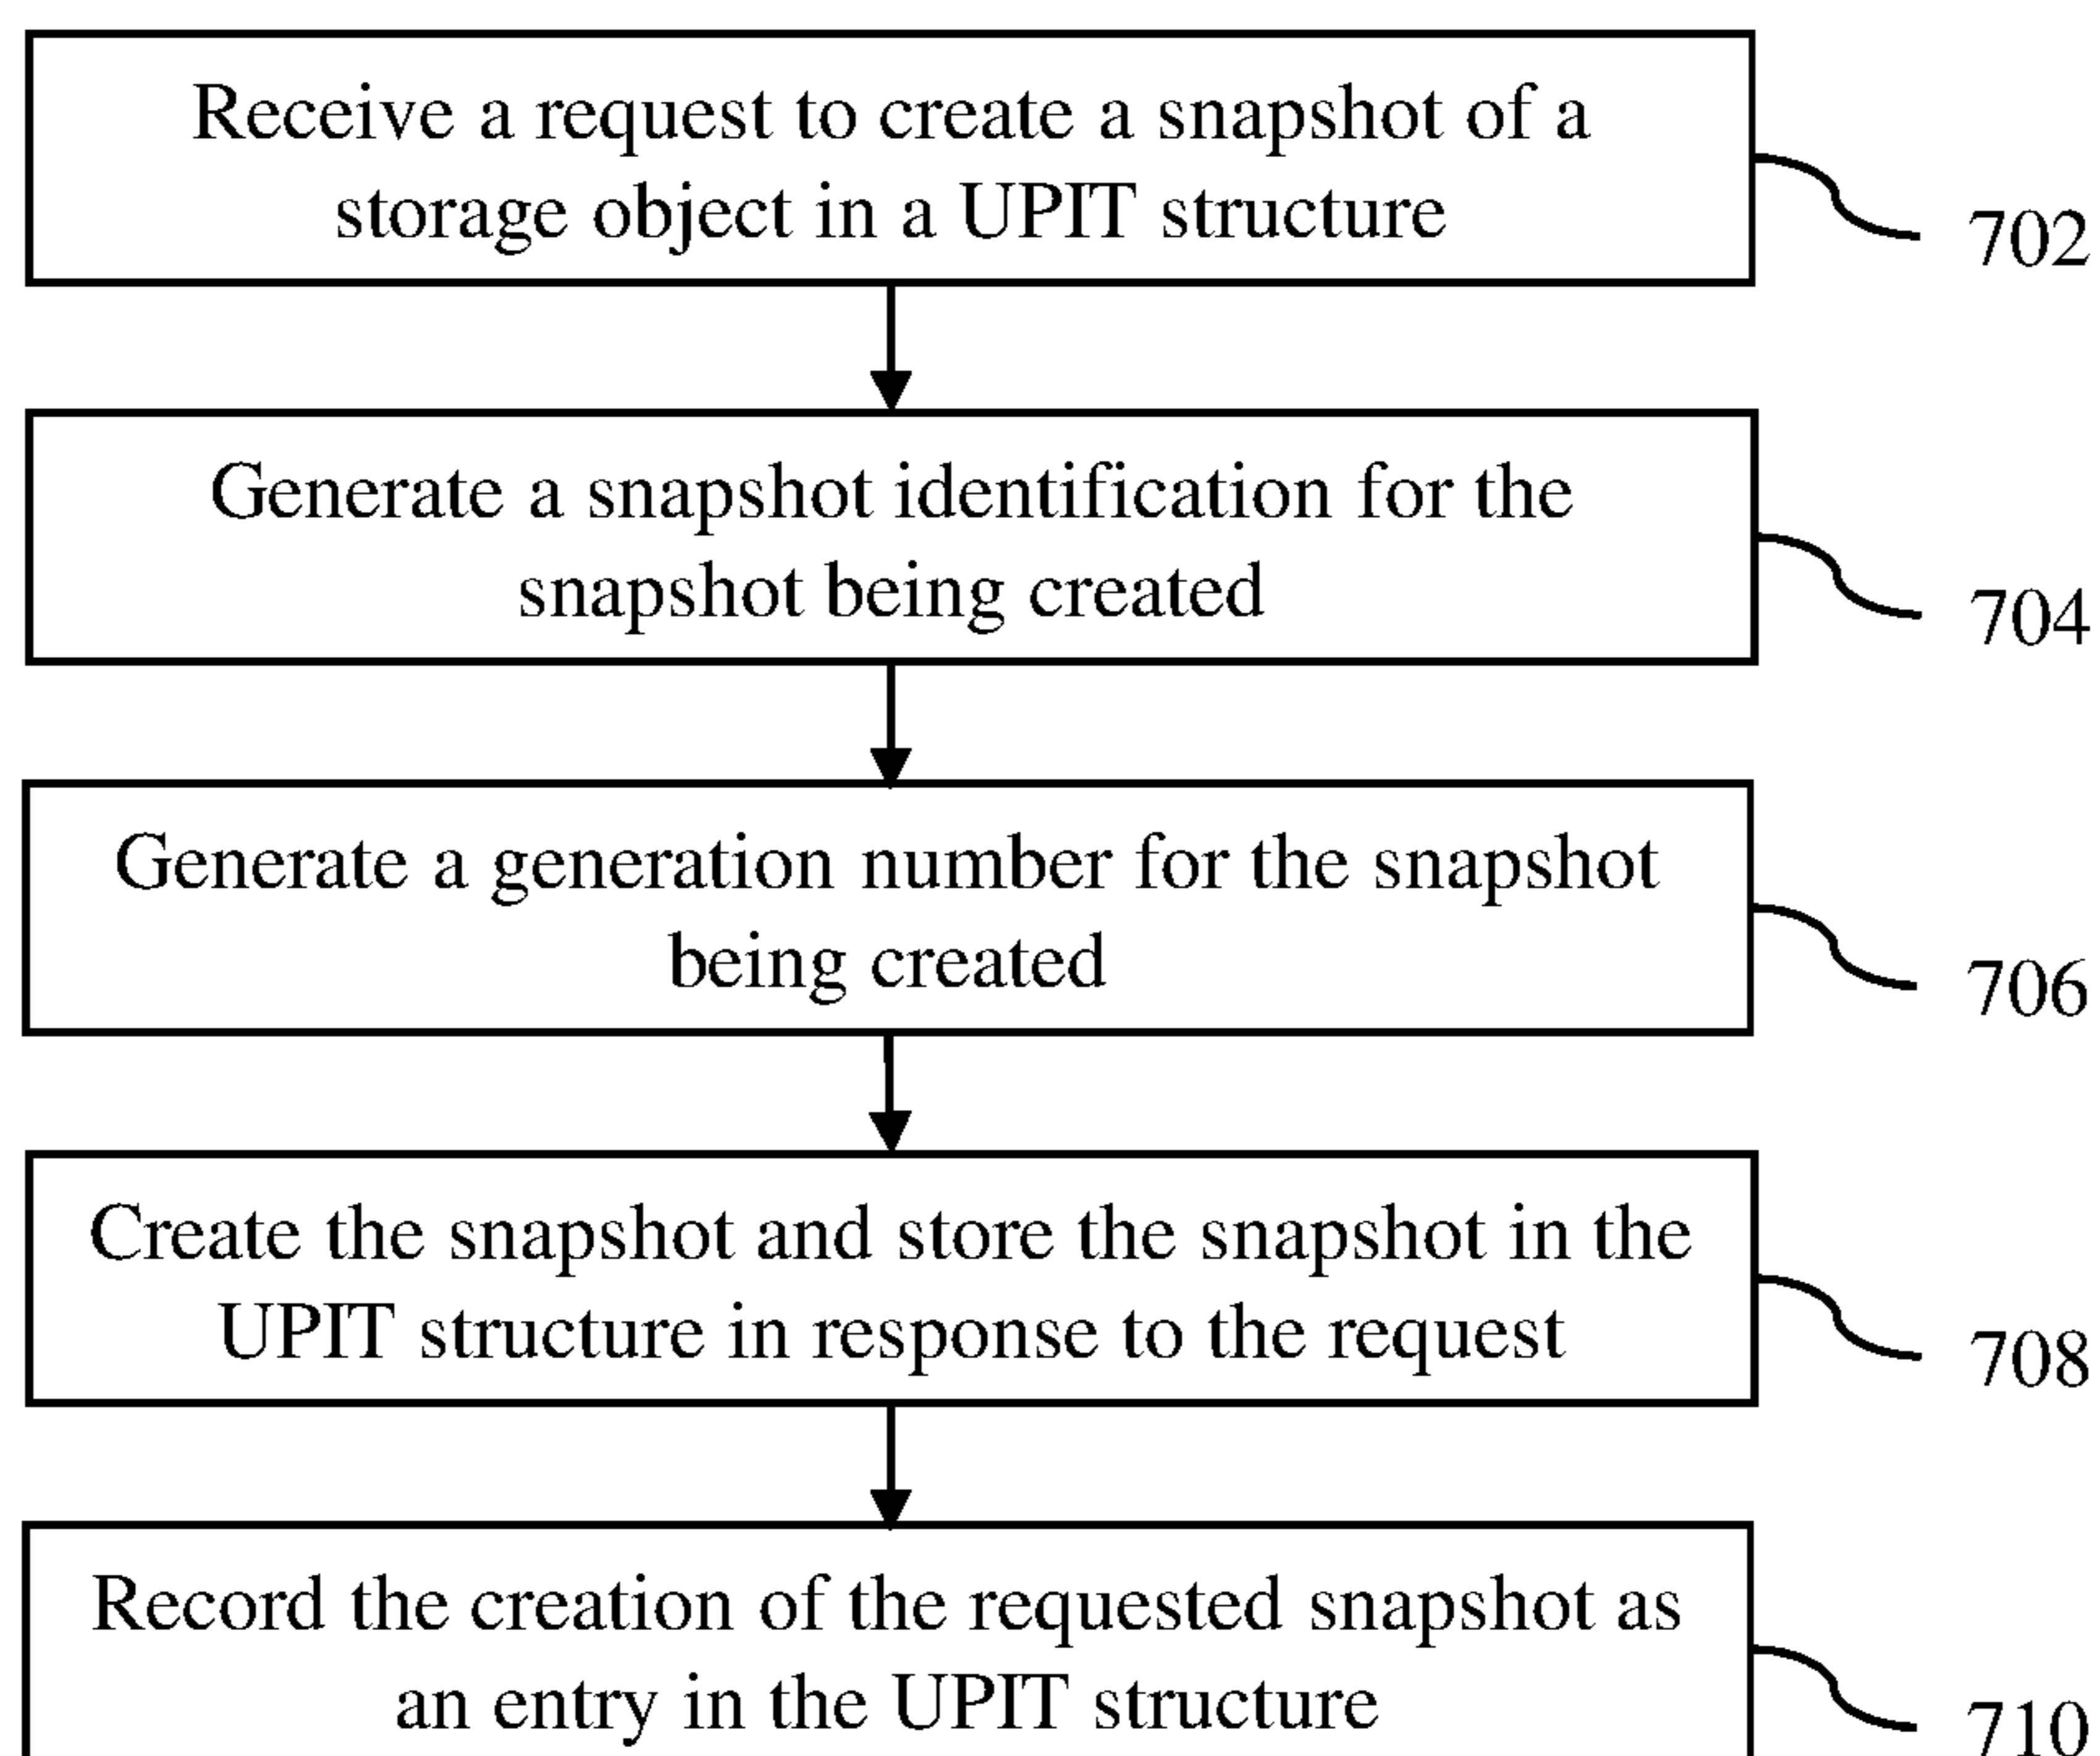 Receive a request to create a snapshot of a
storage object in a UPIT structure
702
Generate a snapshot identification for the
snapshot being created
704
Generate a generation number for the snapshot
being created
706
Create the snapshot and store the snapshot in the
UPIT structure in response to the request
708
Record the creation of the requested snapshot as
an entry in the UPIT structure
710